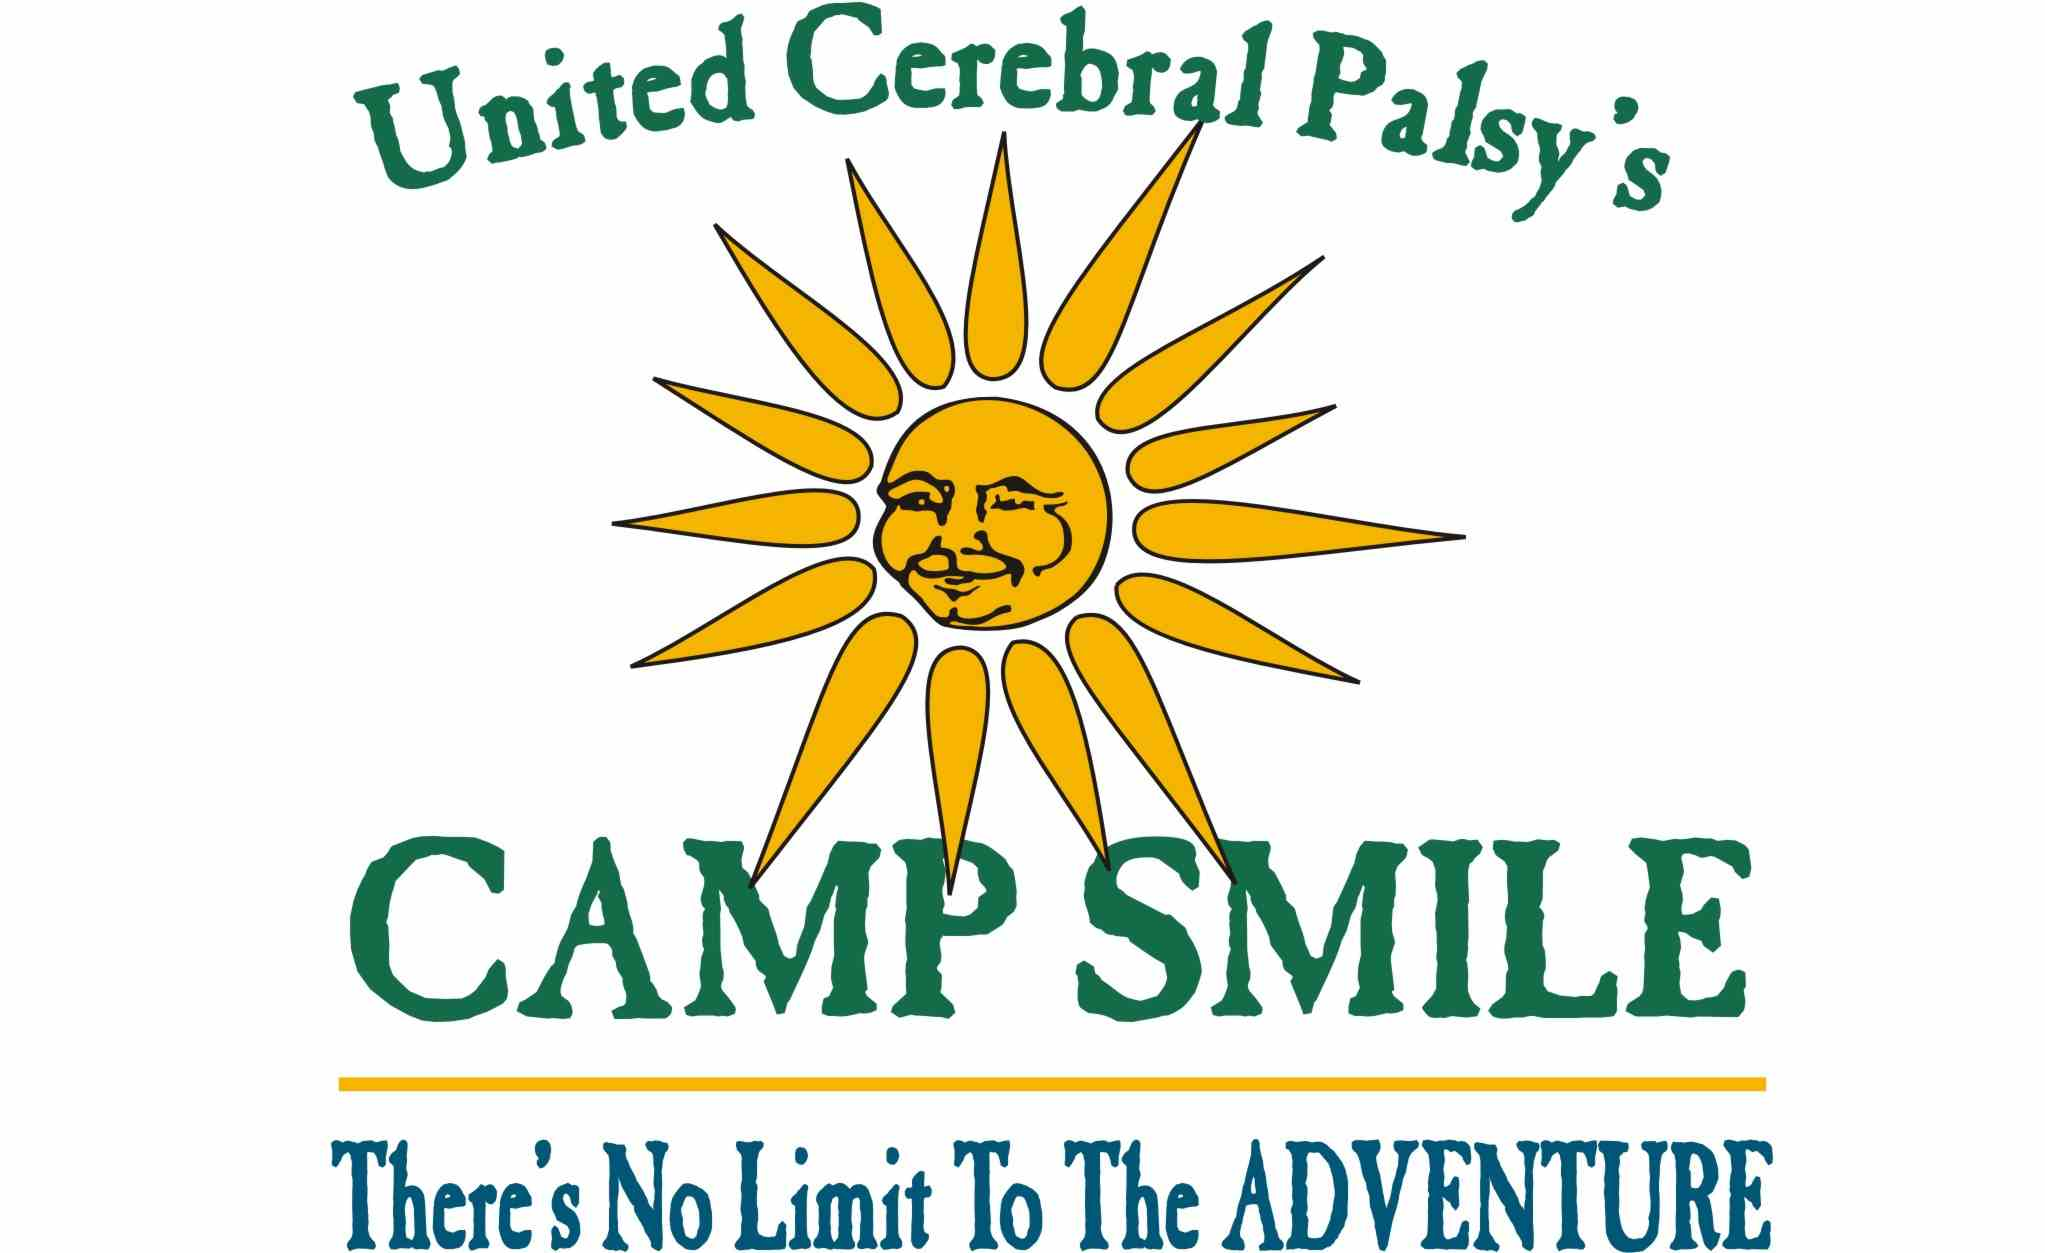 United Cerebral Palsy's
CAMP SMILE
There's No Limit To The ADVENTURE